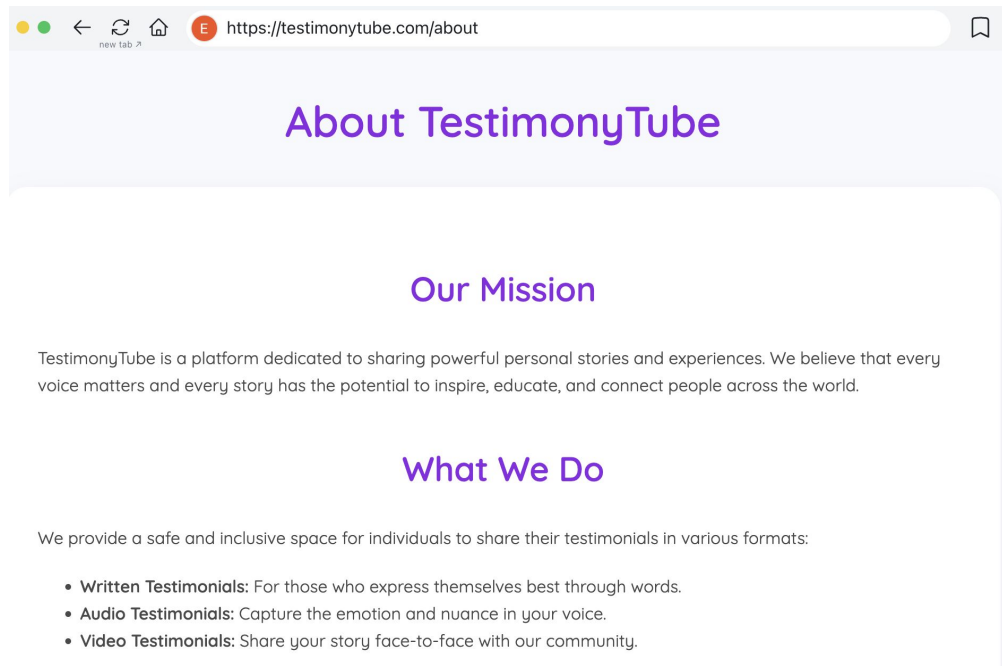 E https://testimonytube.com/about
new tab ↗
About TestimonyTube
Our Mission
TestimonyTube is a platform dedicated to sharing powerful personal stories and experiences. We believe that every
voice matters and every story has the potential to inspire, educate, and connect people across the world.
What We Do
We provide a safe and inclusive space for individuals to share their testimonials in various formats:
• Written Testimonials: For those who express themselves best through words.
• Audio Testimonials: Capture the emotion and nuance in your voice.
• Video Testimonials: Share your story face-to-face with our community.